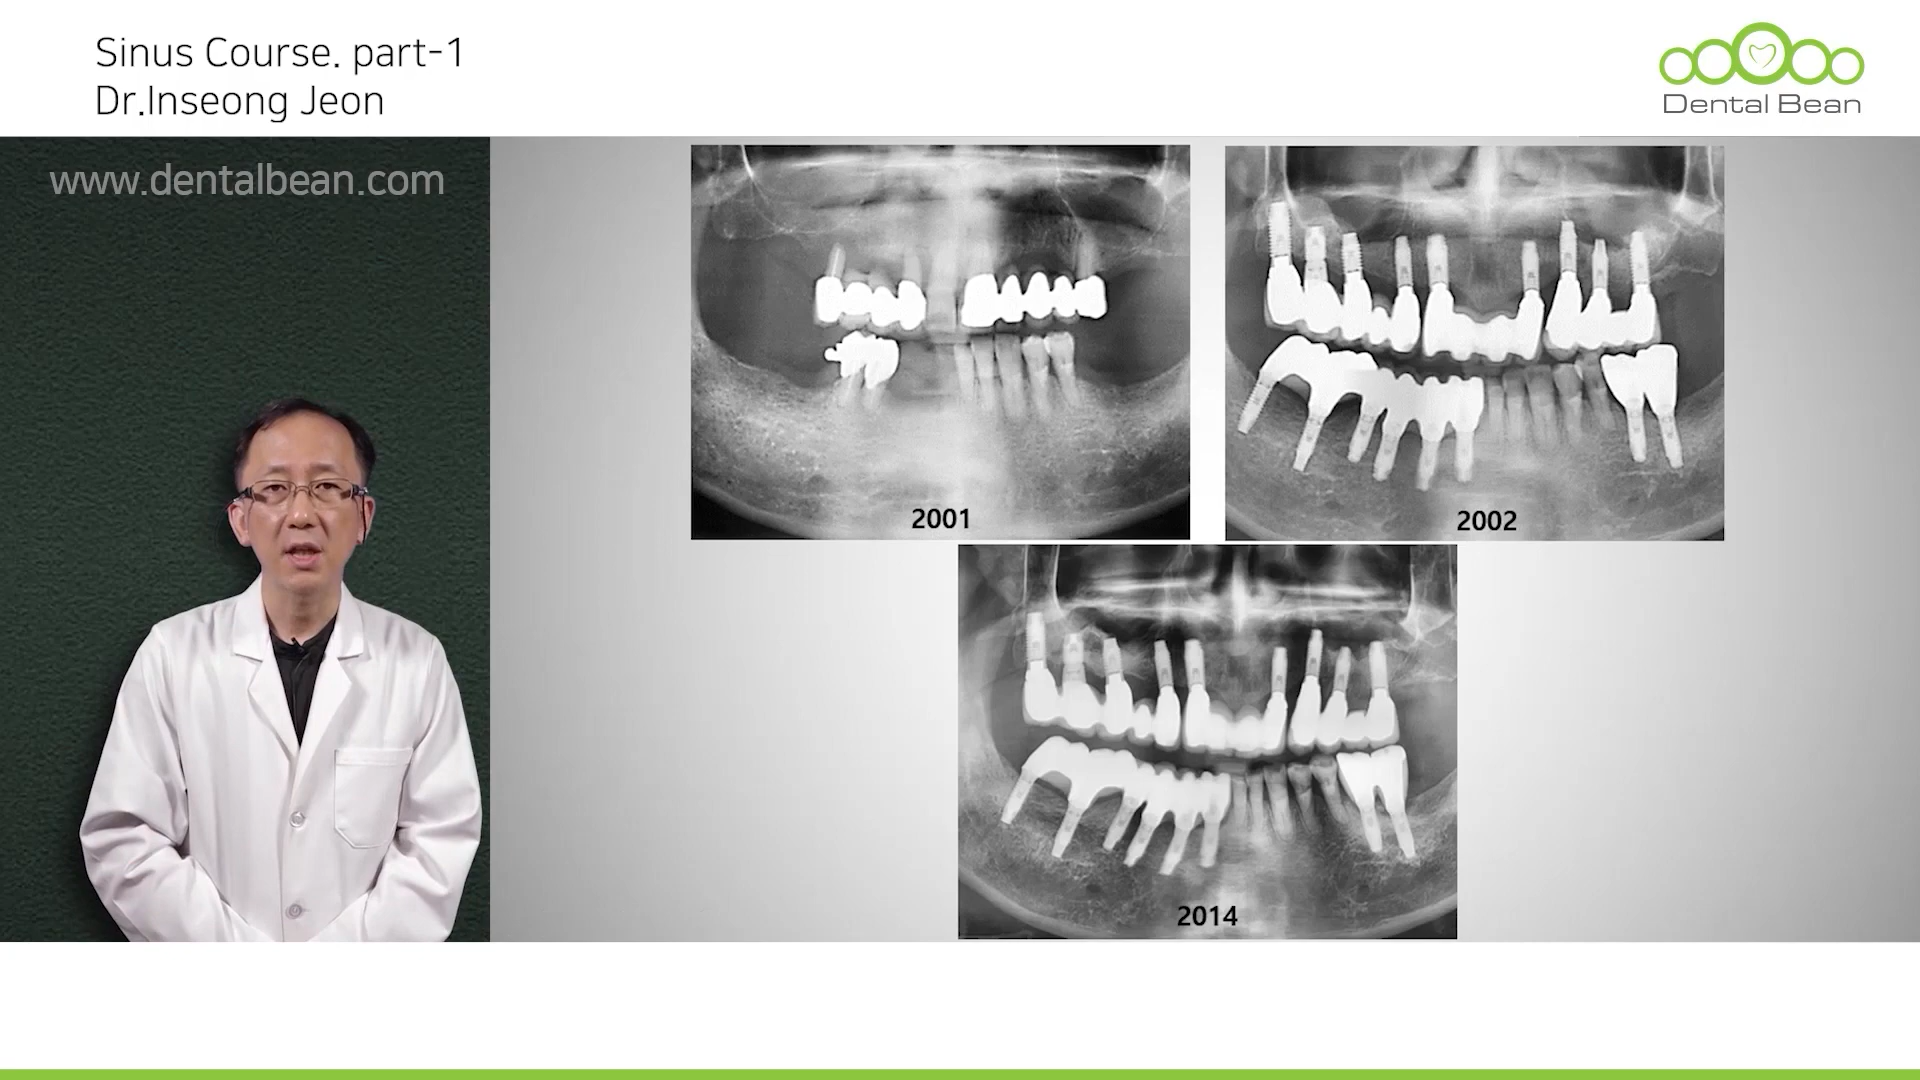 Sinus Course. part-1
Dr.Inseong Jeon
Dental Bean
www.dentalbean.com
2001
2002
2014